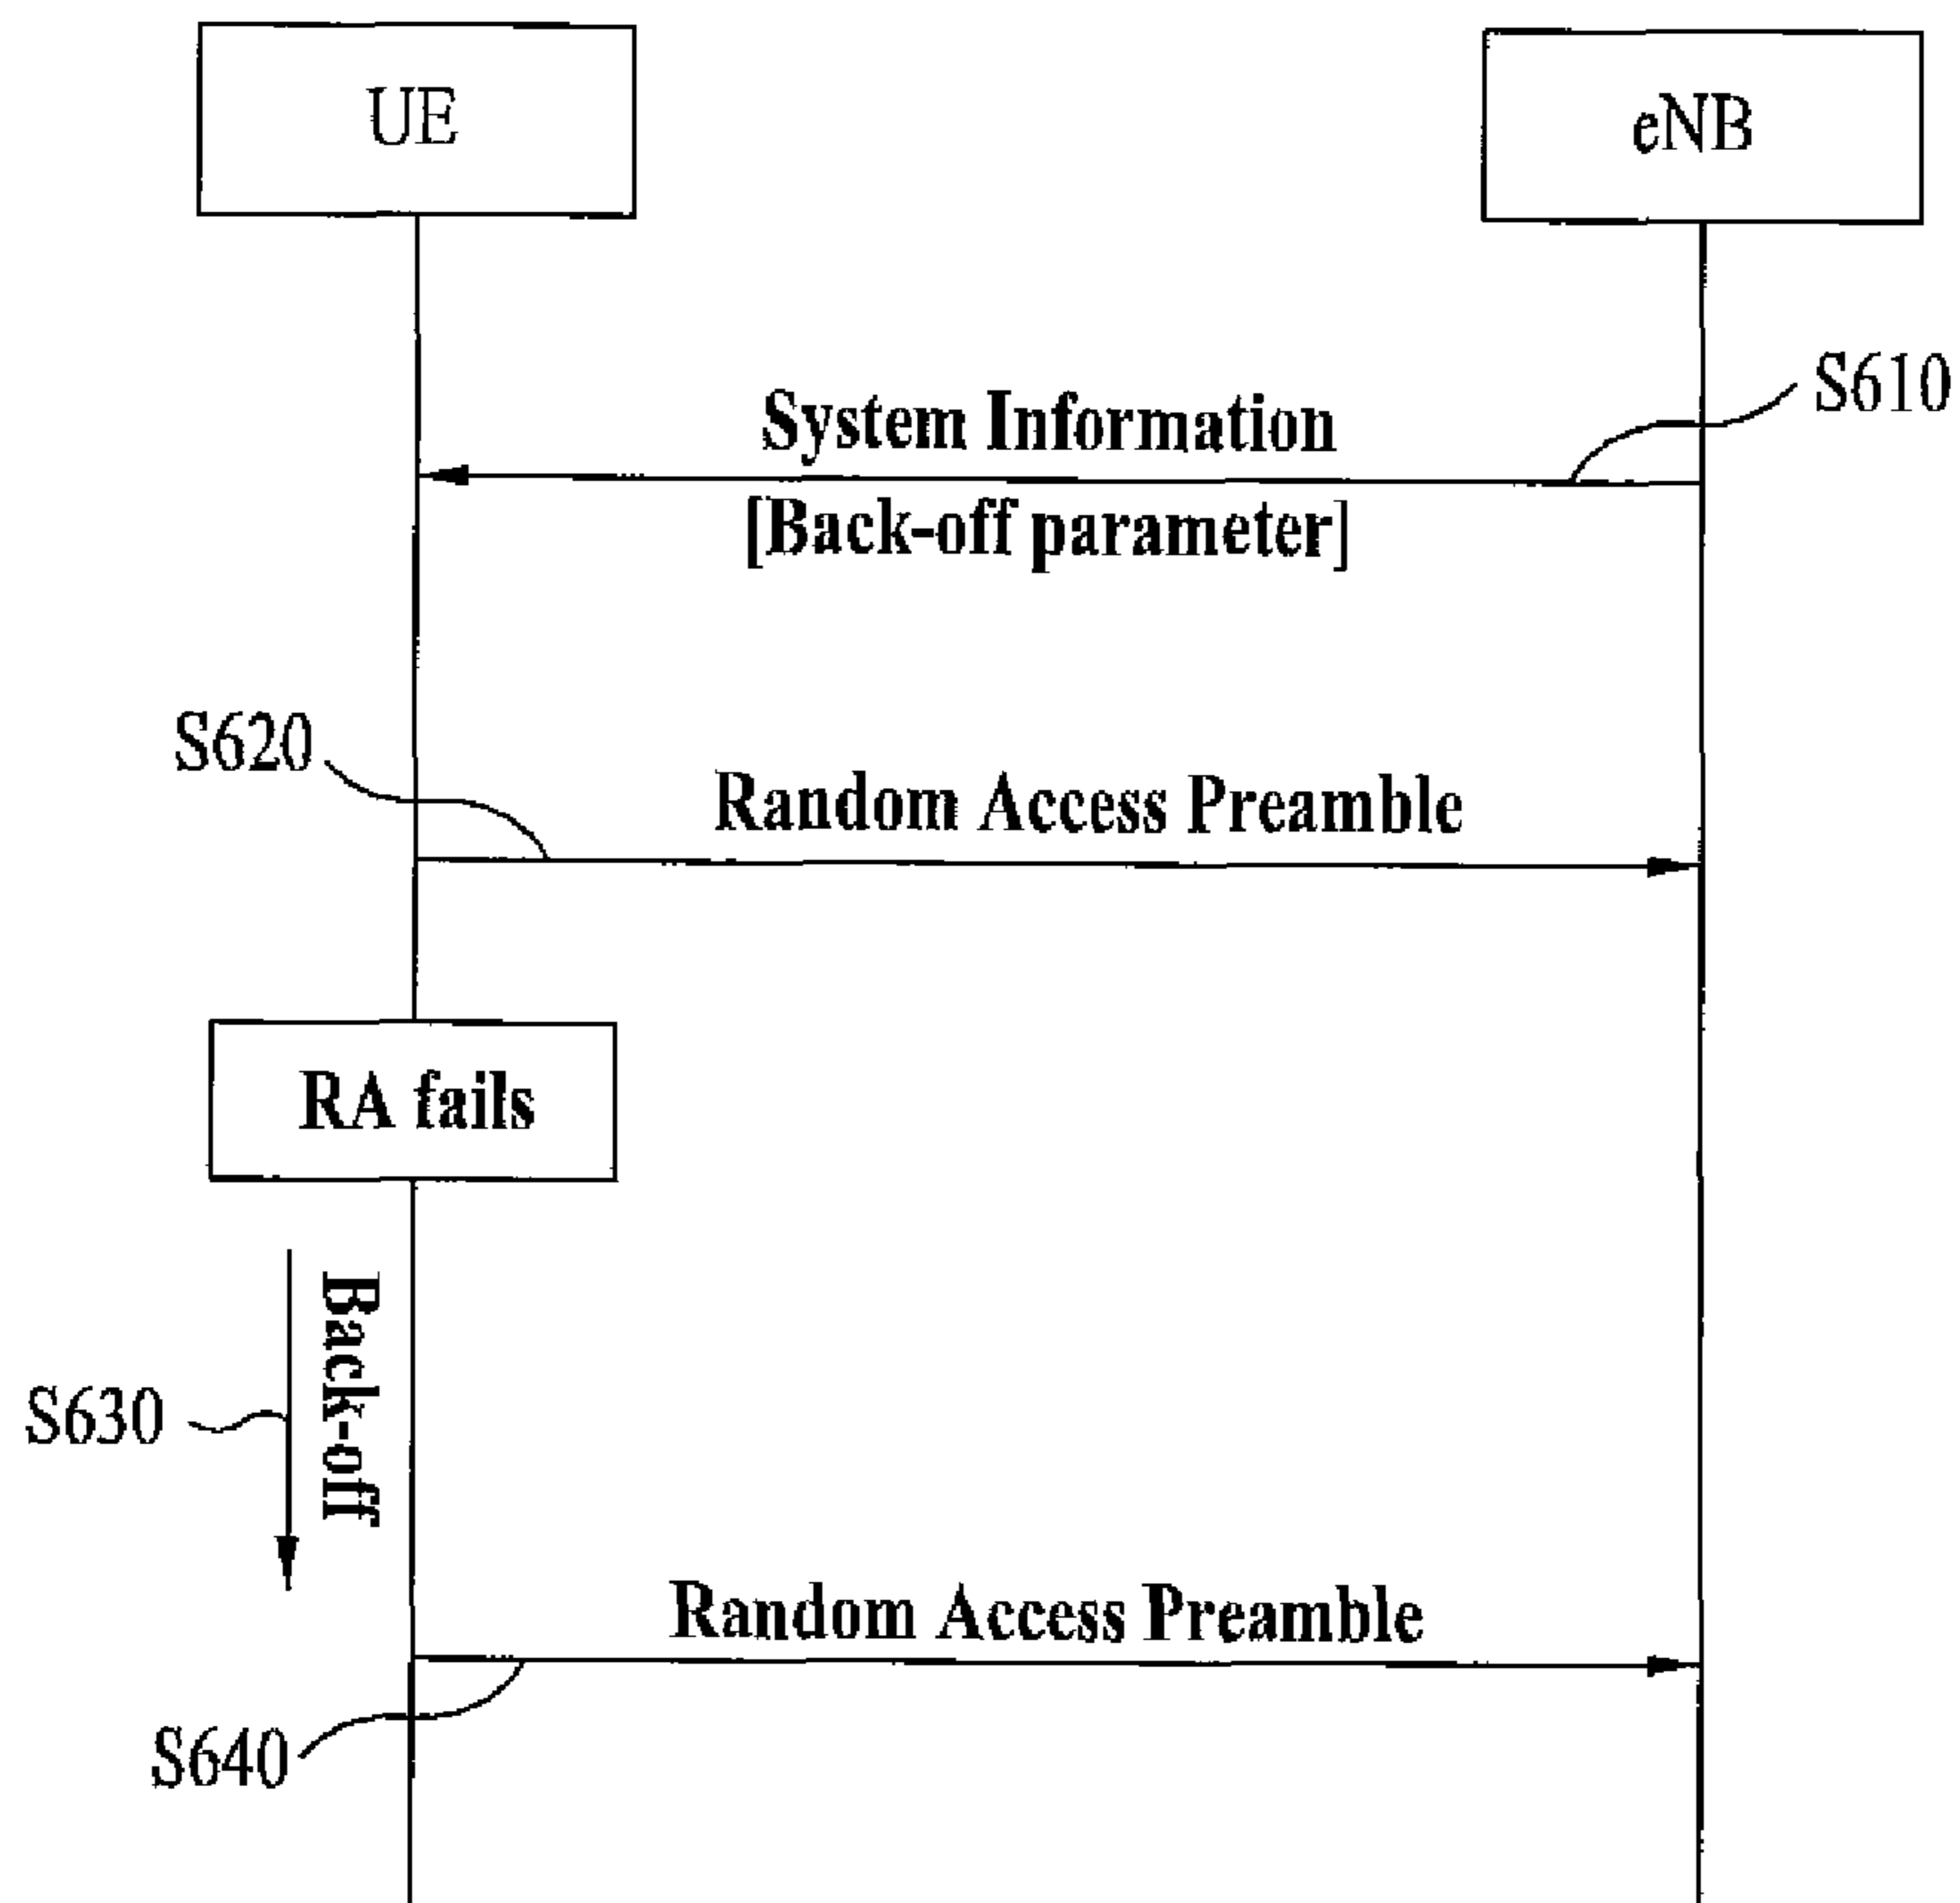 UE
eNB
S610
System Information
[Back-off parameter]
S620
Random Access Preamble
RA fails
Back-off
S630
Random Access Preamble
S640